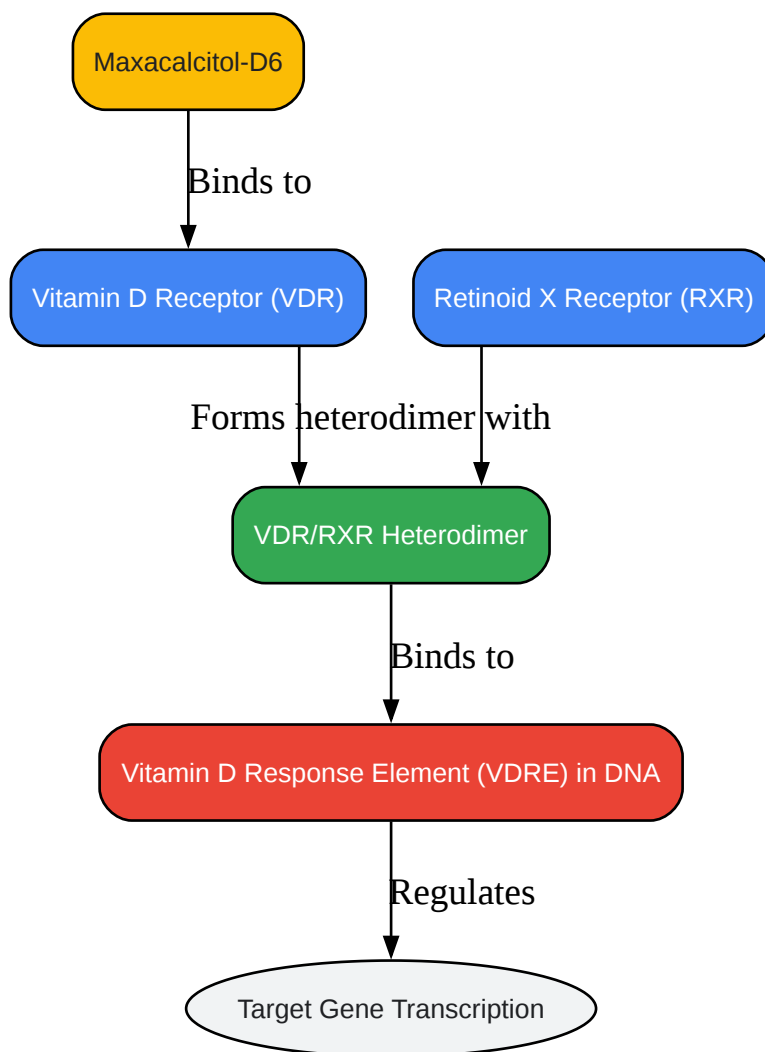 Maxacalcitol-D6
Binds to
Vitamin D Receptor (VDR)
Retinoid X Receptor (RXR)
Forms heterodimer with
VDR/RXR Heterodimer
Binds to
Vitamin D Response Element (VDRE) in DNA
Regulates
Target Gene Transcription